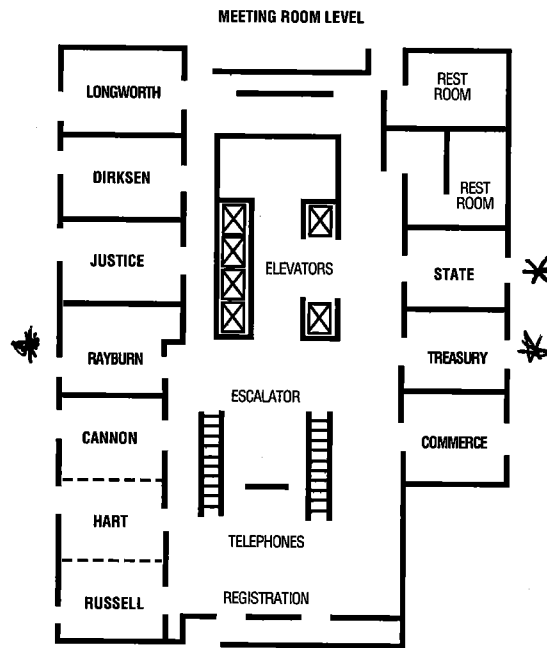 MEETING ROOM LEVEL
LONGWORTH
REST
ROOM
DIRKSEN
REST
ROOM
JUSTICE
ELEVATORS
STATE
RAYBURN
TREASURY
ESCALATOR
CANNON
COMMERCE
HART
TELEPHONES
RUSSELL
REGISTRATION